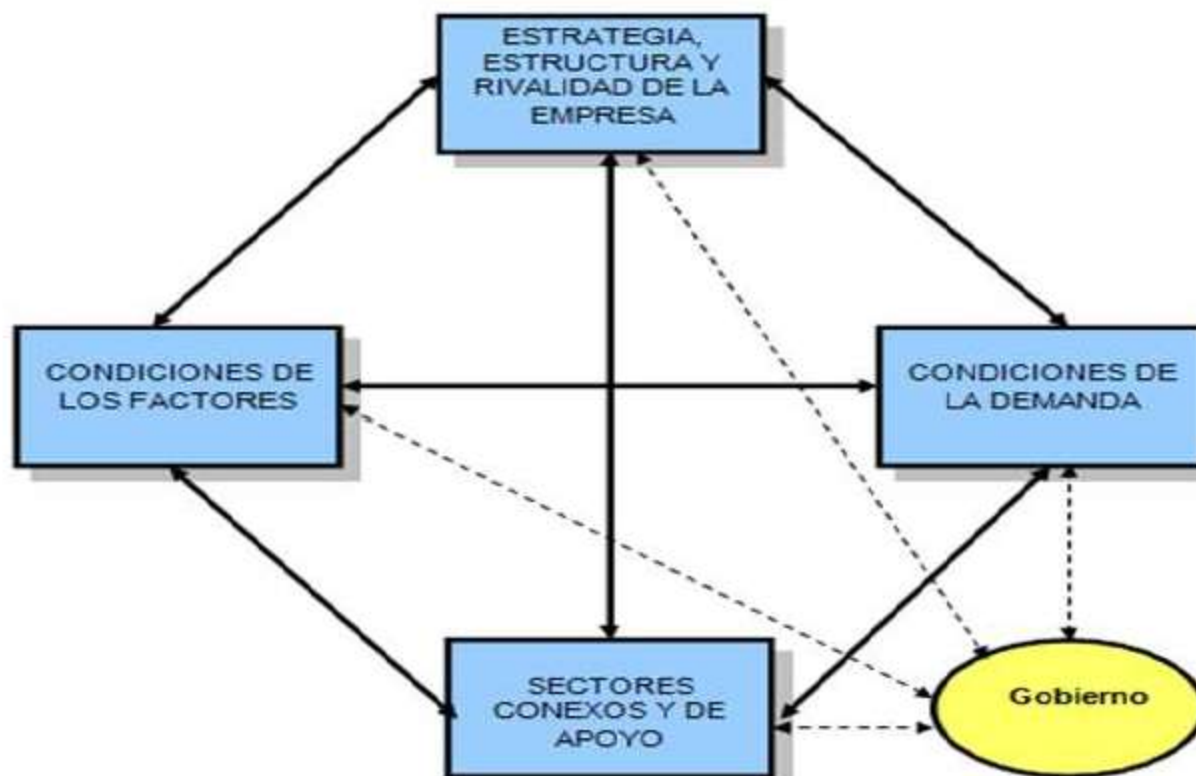 ESTRATEGIA,
ESTRUCTURA Y
RIVALIDAD DE LA
EMPRESA
CONDICIONES DE
LOS FACTORES
CONDICIONES DE
LA DEMANDA
SECTORES
CONEXOS Y DE
APOYO
Gobierno